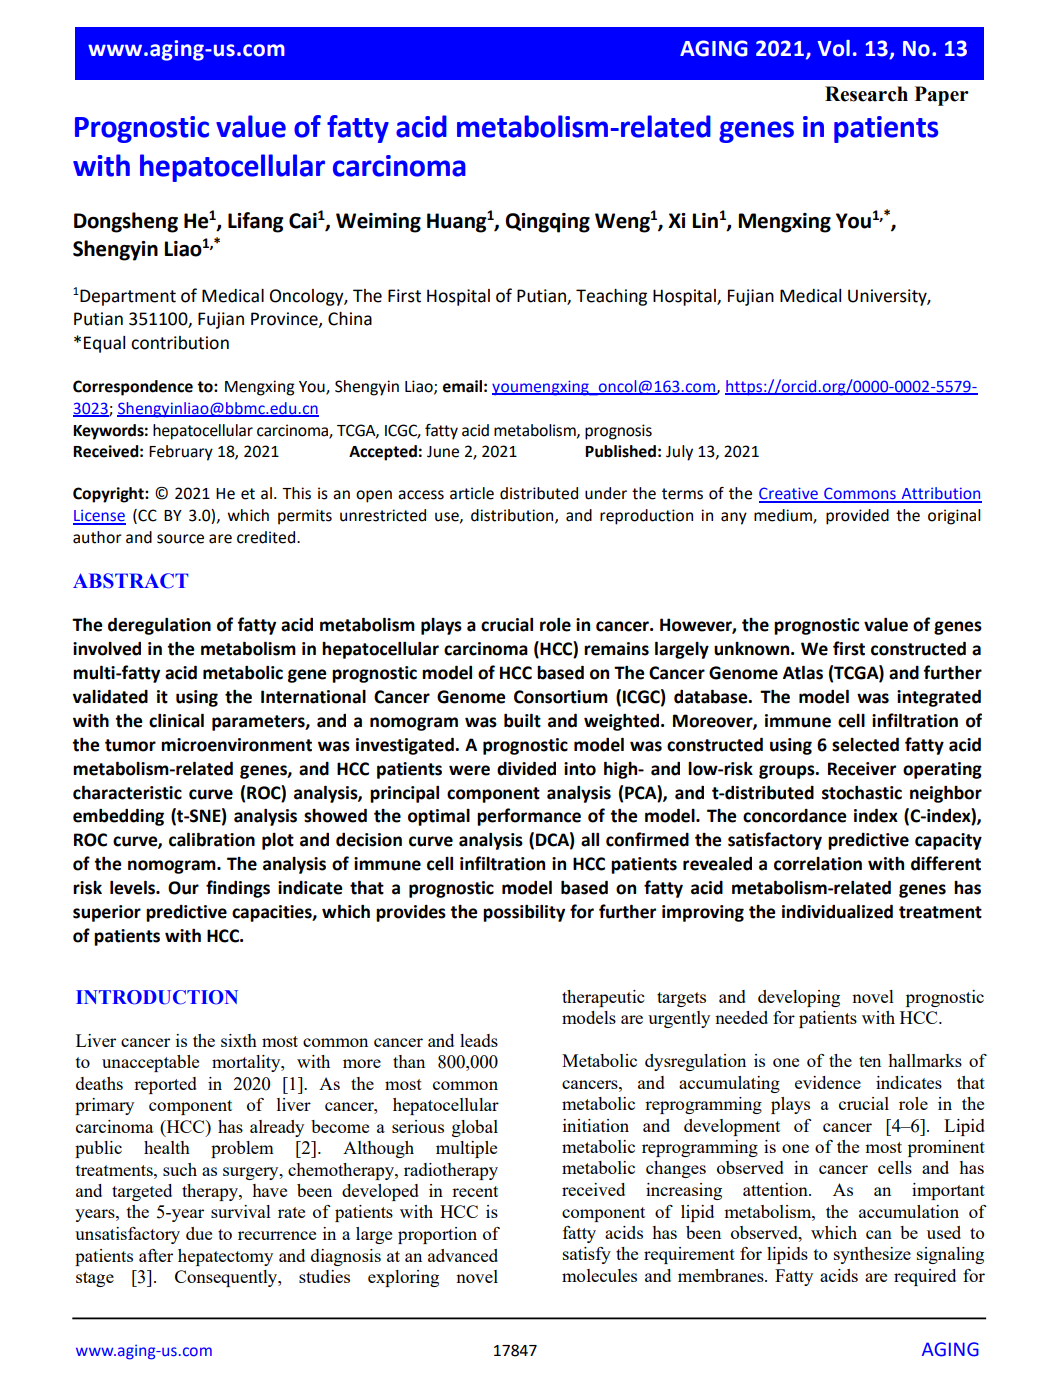 www.aging-us.com AGING 2021, Vol. 13, No. 13
Research Paper
Prognostic value of fatty acid metabolism-related genes in patients
with hepatocellular carcinoma
Dongsheng He1, Lifang Cai1, Weiming Huang1, Qingqing Weng1, Xi Lin1, Mengxing You1,*,
Shengyin Liao1,*
1Department of Medical Oncology, The First Hospital of Putian, Teaching Hospital, Fujian Medical University,
Putian 351100, Fujian Province, China
*Equal contribution
Correspondence to: Mengxing You, Shengyin Liao; email: youmengxing_oncol@163.com, https://orcid.org/0000-0002-5579-
3023; Shengyinliao@bbmc.edu.cn
Keywords: hepatocellular carcinoma, TCGA, ICGC, fatty acid metabolism, prognosis
Received: February 18, 2021 Accepted: June 2, 2021 Published: July 13, 2021
Copyright: © 2021 He et al. This is an open access article distributed under the terms of the Creative Commons Attribution
License (CC BY 3.0), which permits unrestricted use, distribution, and reproduction in any medium, provided the original
author and source are credited.
ABSTRACT
The deregulation of fatty acid metabolism plays a crucial role in cancer. However, the prognostic value of genes
involved in the metabolism in hepatocellular carcinoma (HCC) remains largely unknown. We first constructed a
multi-fatty acid metabolic gene prognostic model of HCC based on The Cancer Genome Atlas (TCGA) and further
validated it using the International Cancer Genome Consortium (ICGC) database. The model was integrated
with the clinical parameters, and a nomogram was built and weighted. Moreover, immune cell infiltration of
the tumor microenvironment was investigated. A prognostic model was constructed using 6 selected fatty acid
metabolism-related genes, and HCC patients were divided into high- and low-risk groups. Receiver operating
characteristic curve (ROC) analysis, principal component analysis (PCA), and t-distributed stochastic neighbor
embedding (t-SNE) analysis showed the optimal performance of the model. The concordance index (C-index),
ROC curve, calibration plot and decision curve analysis (DCA) all confirmed the satisfactory predictive capacity
of the nomogram. The analysis of immune cell infiltration in HCC patients revealed a correlation with different
risk levels. Our findings indicate that a prognostic model based on fatty acid metabolism-related genes has
superior predictive capacities, which provides the possibility for further improving the individualized treatment
of patients with HCC.
INTRODUCTION
Liver cancer is the sixth most common cancer and leads
to unacceptable mortality, with more than 800,000
deaths reported in 2020 [1]. As the most common
primary component of liver cancer, hepatocellular
carcinoma (HCC) has already become a serious global
public health problem [2]. Although multiple
treatments, such as surgery, chemotherapy, radiotherapy
and targeted therapy, have been developed in recent
years, the 5-year survival rate of patients with HCC is
unsatisfactory due to recurrence in a large proportion of
patients after hepatectomy and diagnosis at an advanced
stage [3]. Consequently, studies exploring novel
therapeutic targets and developing novel prognostic
models are urgently needed for patients with HCC.
Metabolic dysregulation is one of the ten hallmarks of
cancers, and accumulating evidence indicates that
metabolic reprogramming plays a crucial role in the
initiation and development of cancer [4–6]. Lipid
metabolic reprogramming is one of the most prominent
metabolic changes observed in cancer cells and has
received increasing attention. As an important
component of lipid metabolism, the accumulation of
fatty acids has been observed, which can be used to
satisfy the requirement for lipids to synthesize signaling
molecules and membranes. Fatty acids are required for
www.aging-us.com 17847 AGING